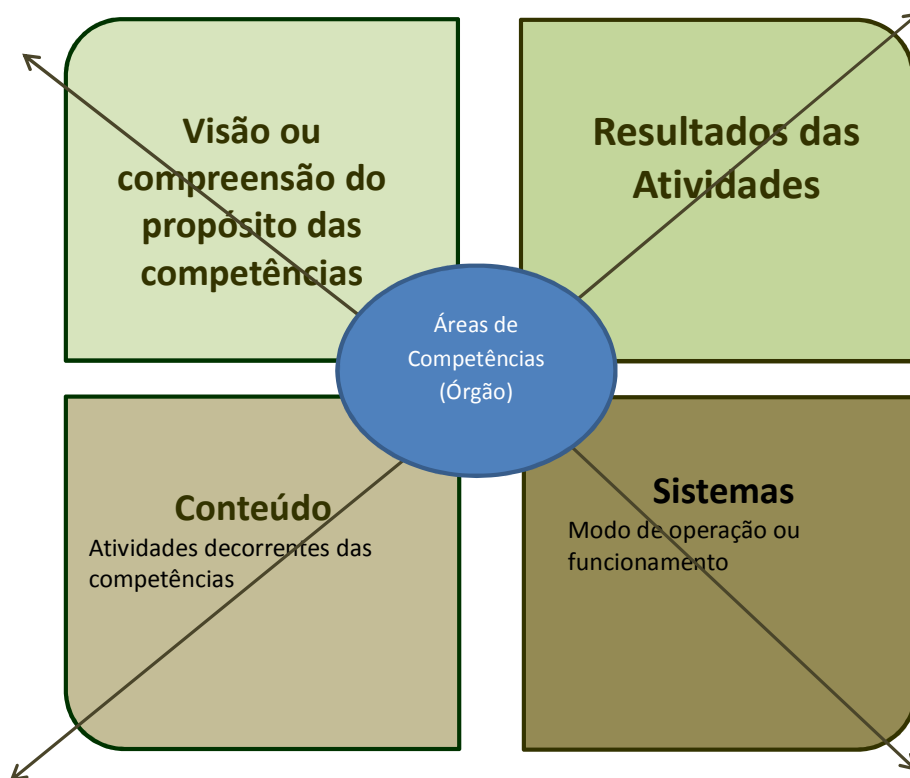 Visão ou
compreensão do
propósito das
competências
Resultados das
Atividades
Áreas de
Competências
(Órgão)
Conteúdo
Atividades decorrentes das
competências
Sistemas
Modo de operação ou
funcionamento